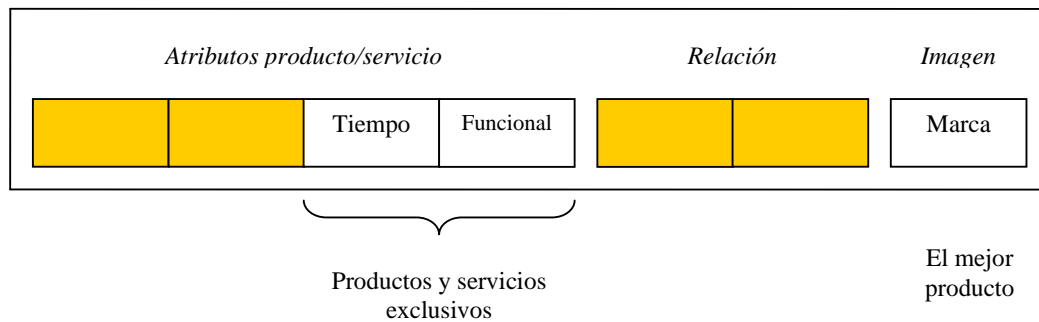 Atributos producto/servicio
Relación
Imagen
Tiempo
Funcional
Marca
Productos y servicios
exclusivos
El mejor
producto